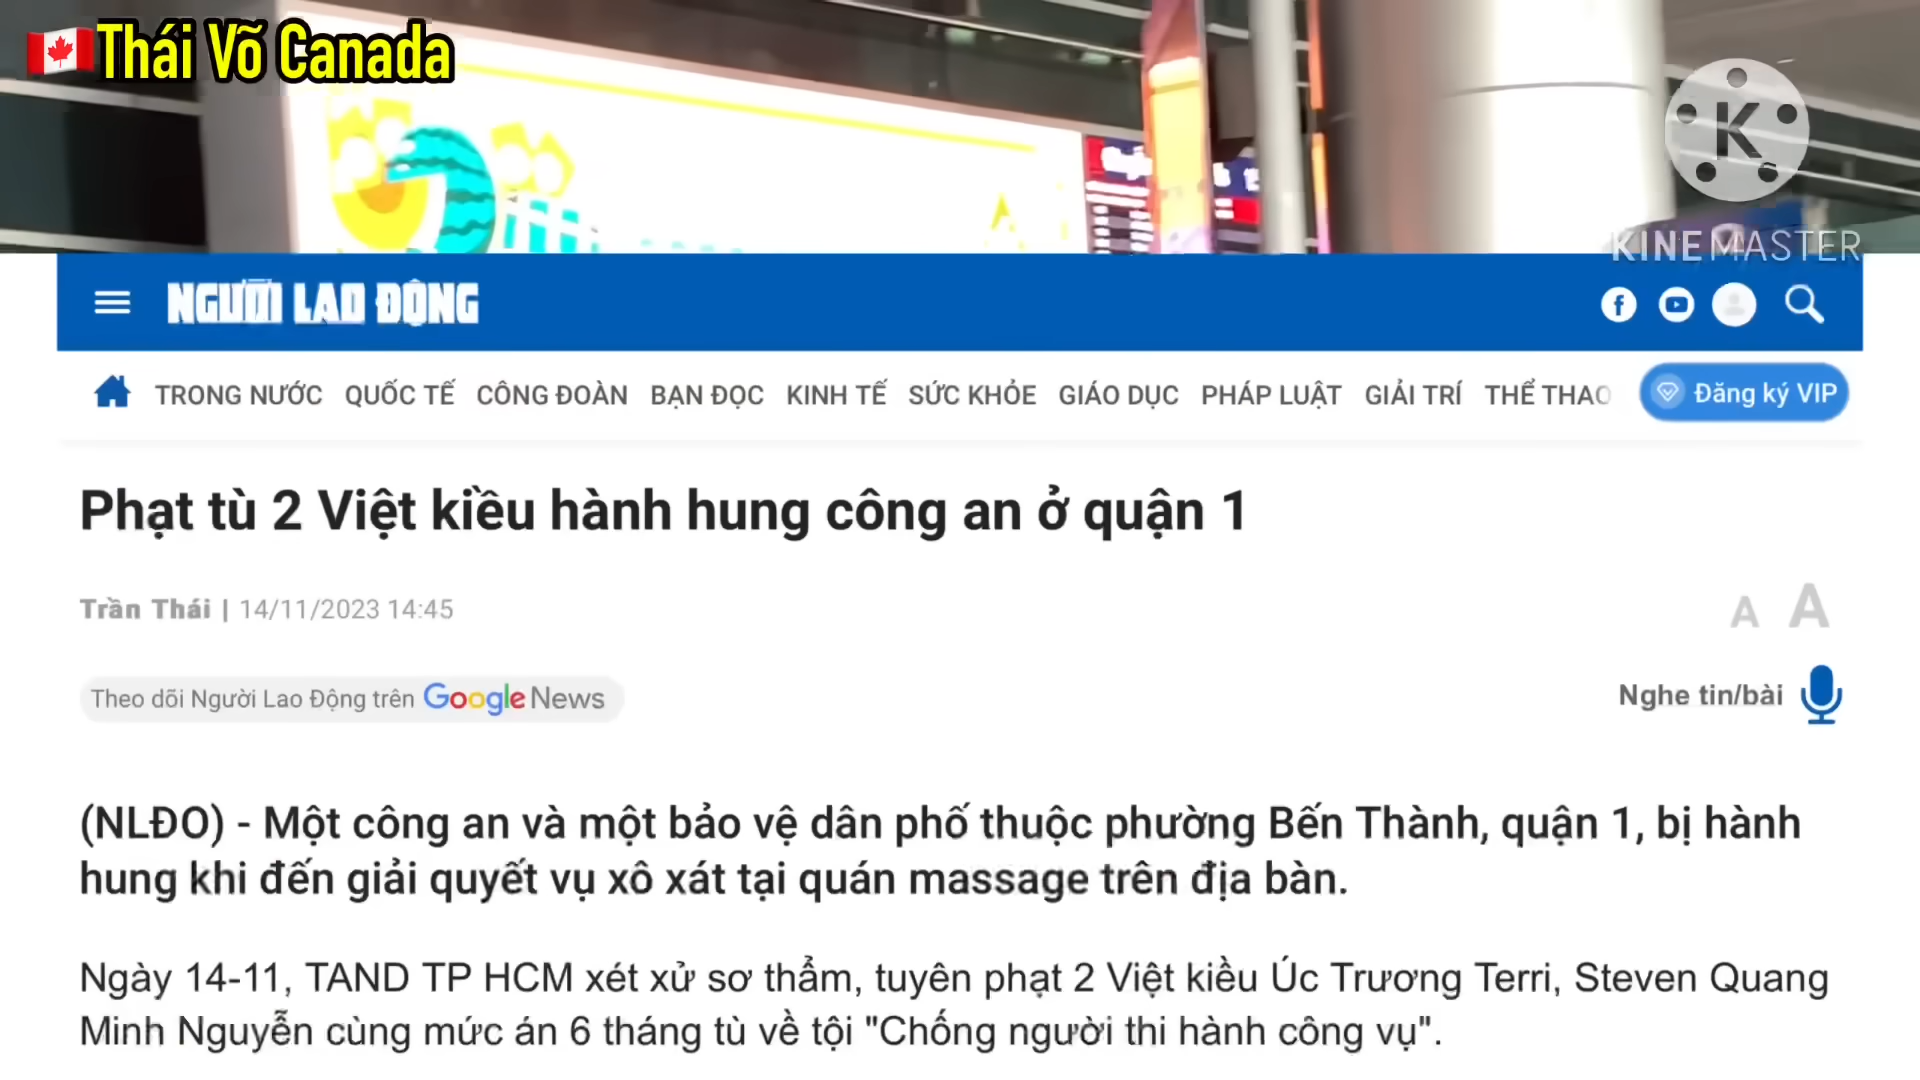 Thái Võ Canada
K
KINEMASTER
NGƯỜI LAO ĐỘNG
TRONG NƯỚC QUỐC TẾ CÔNG ĐOÀN BẠN ĐỌC KINH TẾ SỨC KHỎE GIÁO DỤC PHÁP LUẬT GIẢI TRÍ THỂ THAO Đăng ký VIP
Phạt tù 2 Việt kiều hành hung công an ở quận 1
Trần Thái | 14/11/2023 14:45
A A
Theo dõi Người Lao Động trên Google News
Nghe tin/bài
(NLĐO) - Một công an và một bảo vệ dân phố thuộc phường Bến Thành, quận 1, bị hành
hung khi đến giải quyết vụ xô xát tại quán massage trên địa bàn.
Ngày 14-11, TAND TP HCM xét xử sơ thẩm, tuyên phạt 2 Việt kiều Úc Trương Terri, Steven Quang
Minh Nguyễn cùng mức án 6 tháng tù về tội "Chống người thi hành công vụ".